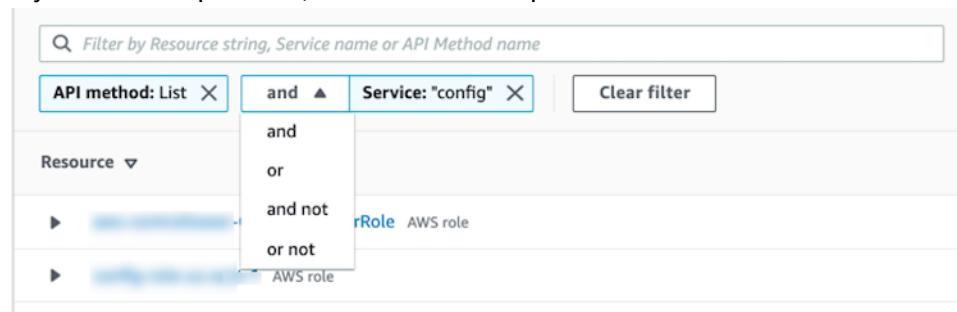 Filter by Resource string, Service name or API Method name
API method: List and Service: "config" Clear filter
and
Resource
or
and not
rRole AWS role
or not
AWS role